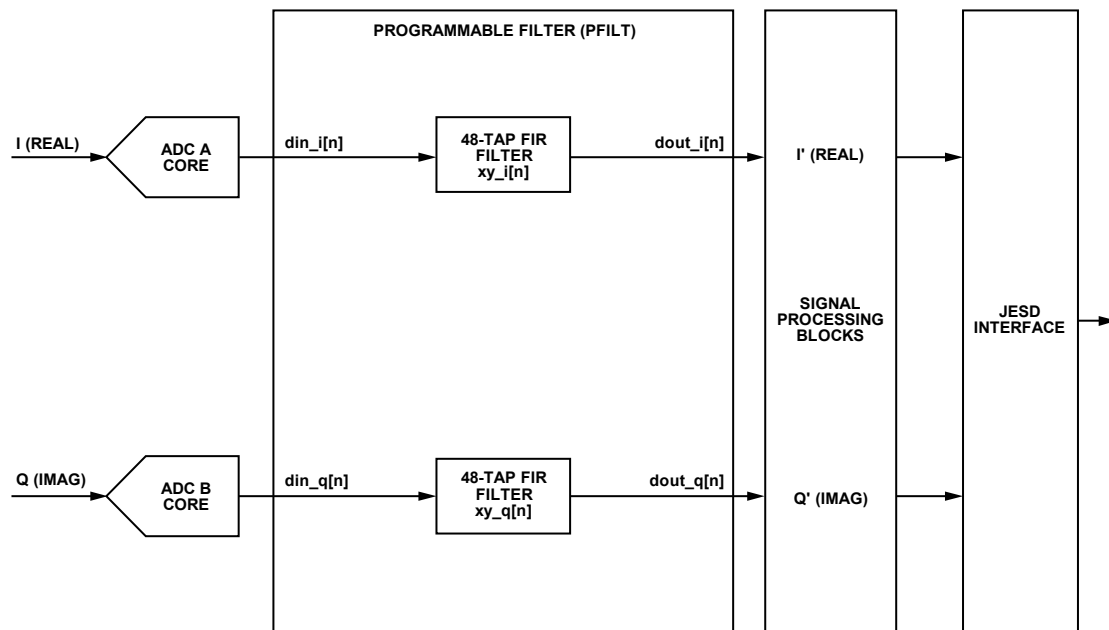 PROGRAMMABLE FILTER (PFILT)
I (REAL)
ADC A
CORE
din_i[n]
48-TAP FIR
FILTER
xy_i[n]
dout_i[n]
I' (REAL)
SIGNAL
PROCESSING
BLOCKS
JESD
INTERFACE
Q (IMAG)
ADC B
CORE
din_q[n]
48-TAP FIR
FILTER
xy_q[n]
dout_q[n]
Q' (IMAG)